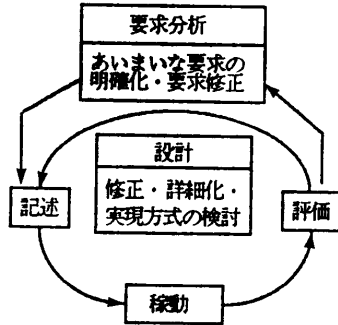 要求分析
あいまいな要求の
明確化・要求修正
設計
修正・詳細化・
実現方式の検討
記述
評価
稼動